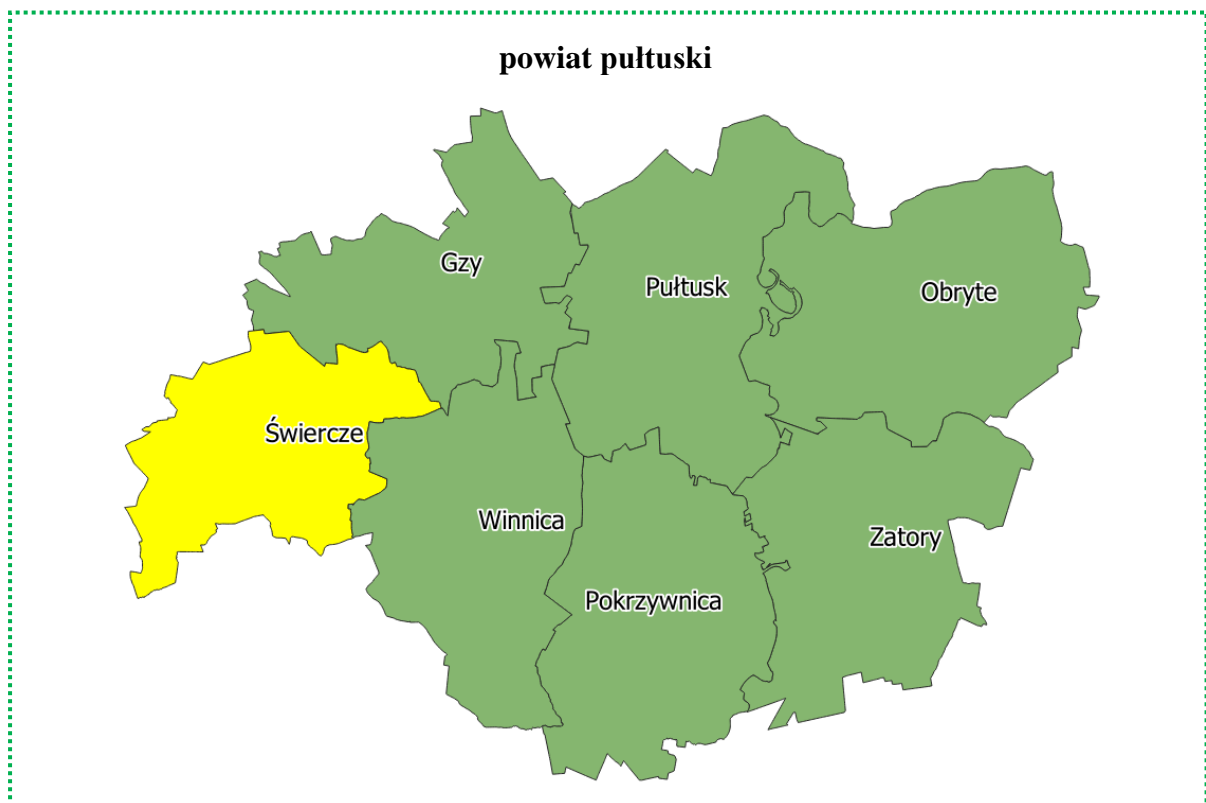 powiat pułtuski
Gzy
Pułtusk
Obryte
Świercze
Winnica
Zatory
Pokrzywnica